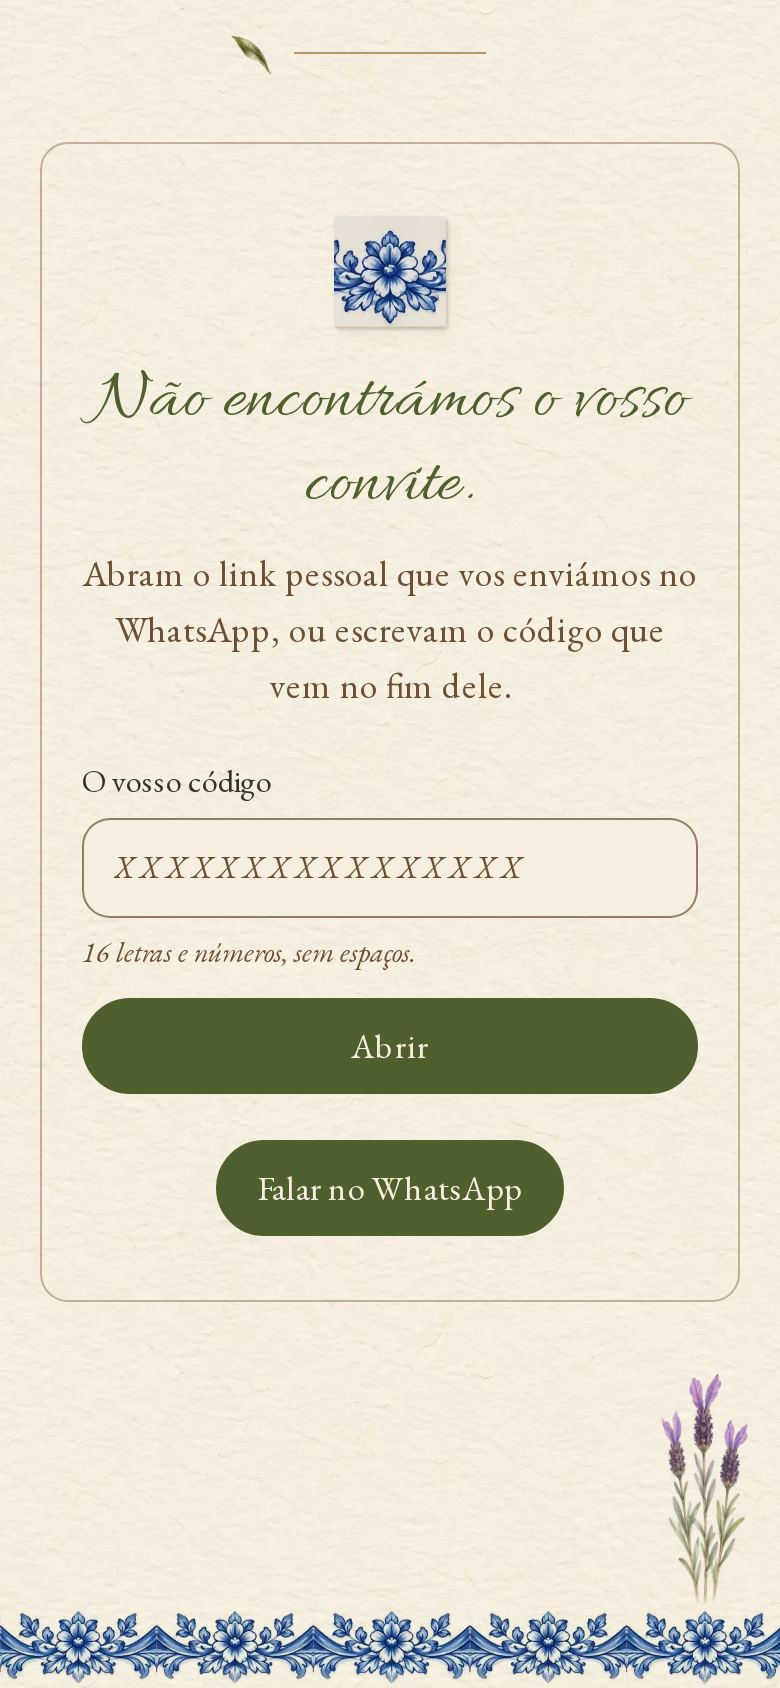 Não encontrámos o vosso
convite.
Abram o link pessoal que vos enviámos no
WhatsApp, ou escrevam o código que
vem no fim dele.
O vosso código
XXXXXXXXXXXXXXXX
16 letras e números, sem espaços.
Abrir
Falar no WhatsApp